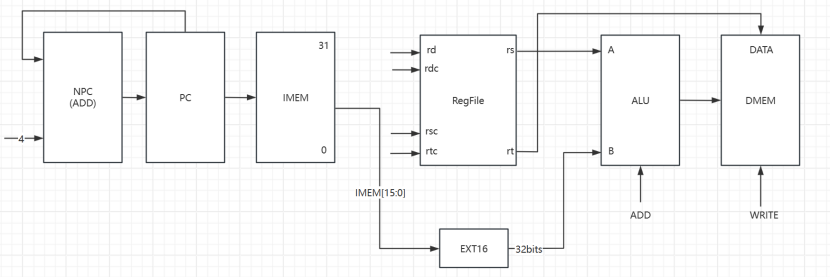 NPC
(ADD)
4
PC
31
IMEM
0
IMEM[15:0]
rd
rdc
rsc
rtc
RegFile
rs
rt
EXT16
32bits
A
ALU
B
ADD
DATA
DMEM
WRITE